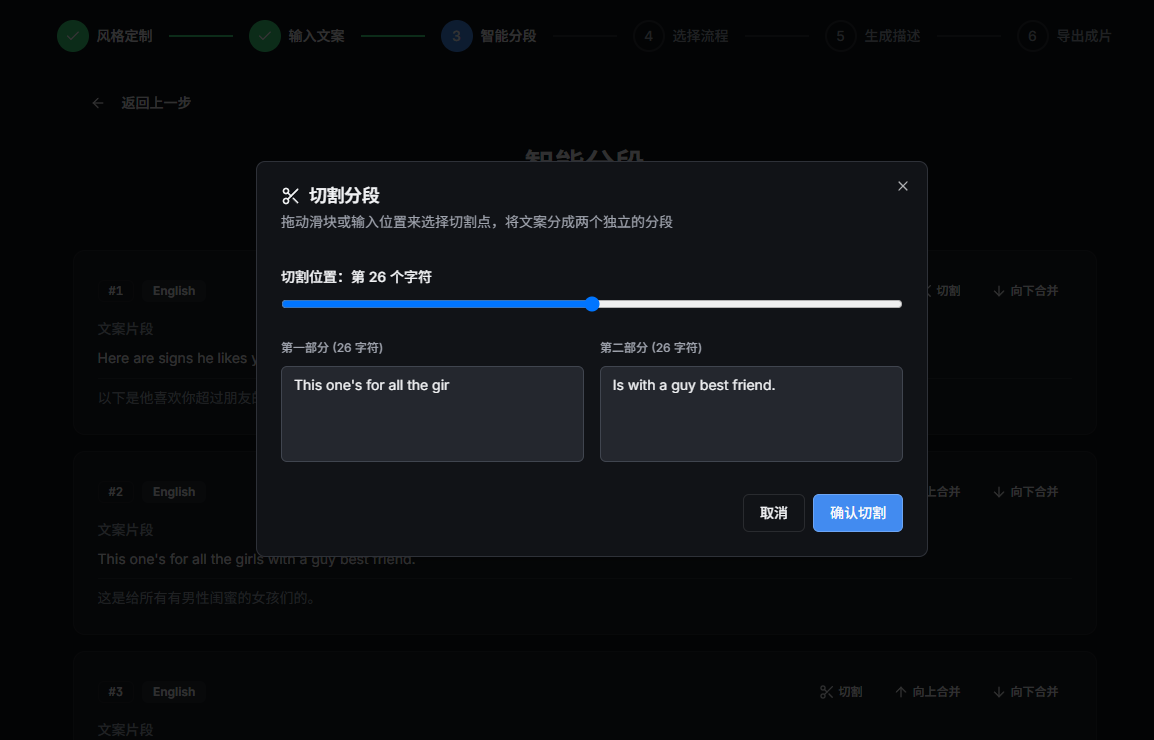 风格定制
输入文案
3 智能分段
4 选择流程
5 生成描述
6 导出成片
返回上一步
智能分段
切割分段
拖动滑块或输入位置来选择切割点，将文案分成两个独立的分段
切割位置：第 26 个字符
第一部分 (26 字符)
第二部分 (26 字符)
This one's for all the gir
ls with a guy best friend.
取消
确认切割
#1 English
切割
向下合并
文案片段
Here are signs he likes
以下是他喜欢你超过朋友
#2 English
上合并
向下合并
文案片段
This one's for all the girls with a guy best friend.
这是给所有有男性闺蜜的女孩们的。
#3 English
切割
向上合并
向下合并
文案片段